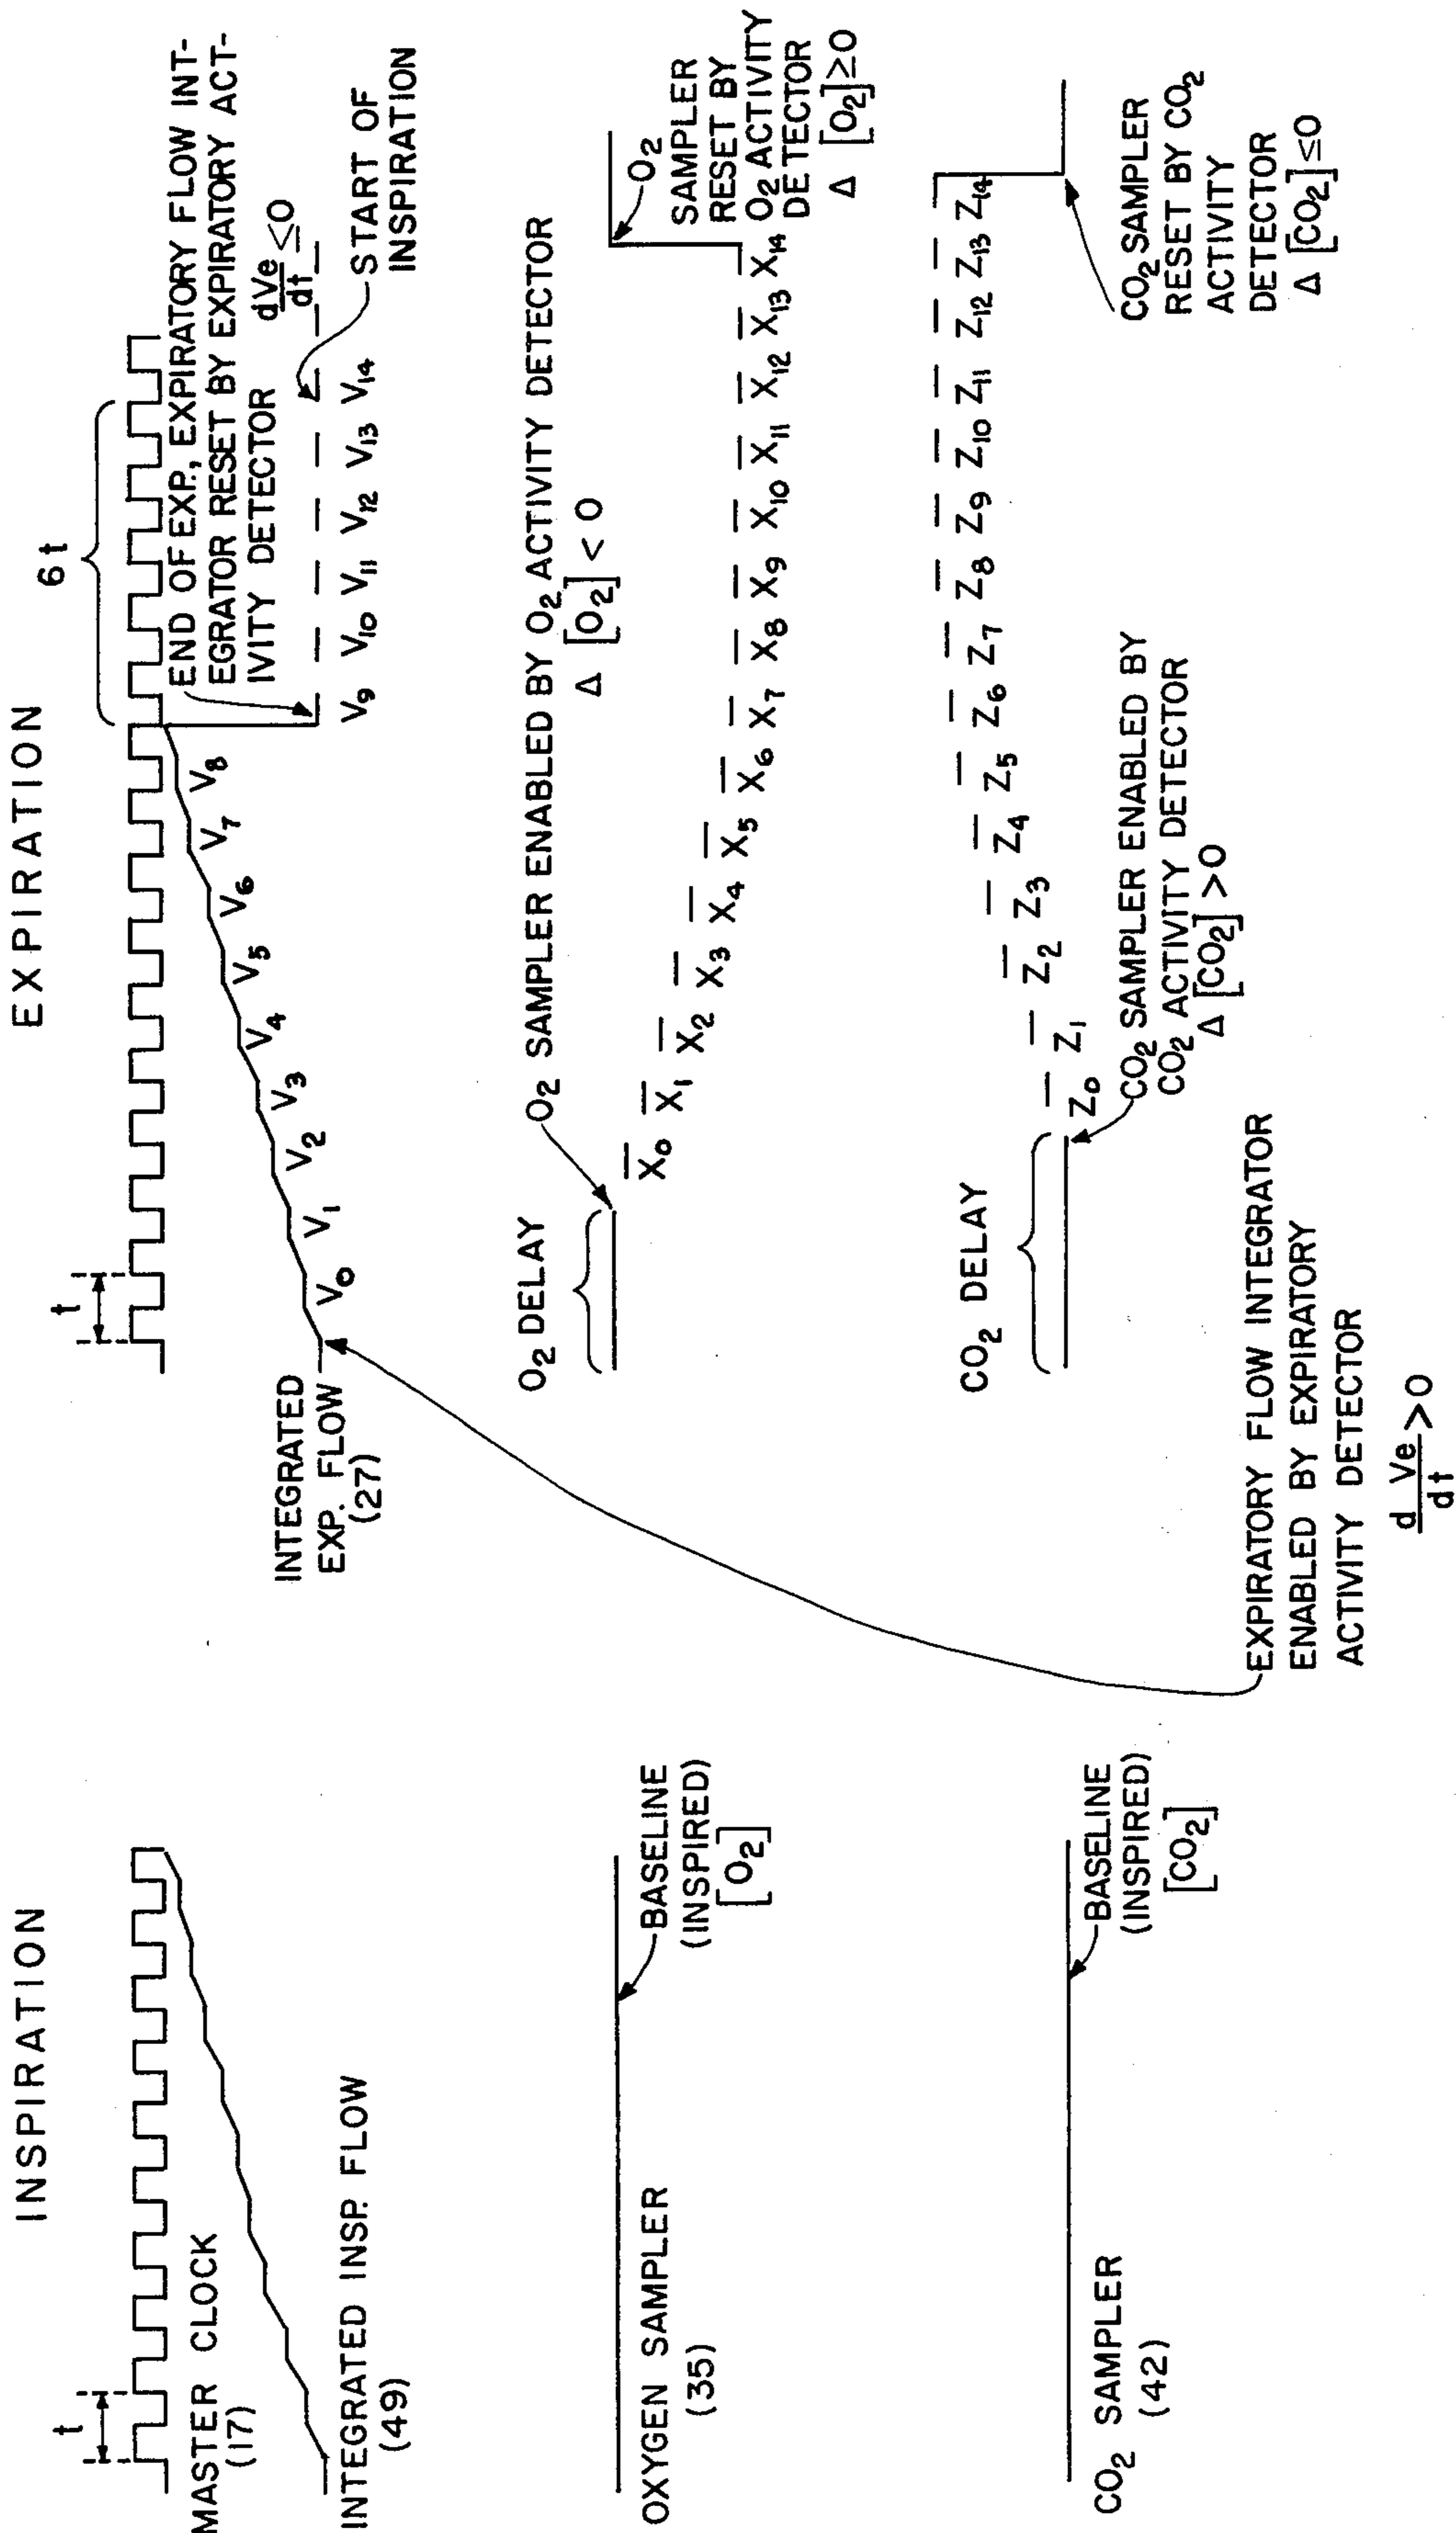 INSPIRATION
t
MASTER CLOCK
(17)
INTEGRATED INSP. FLOW
(49)
OXYGEN SAMPLER
(35)
BASELINE
(INSPIRED)
[O2]
CO2 SAMPLER
(42)
BASELINE
(INSPIRED)
[CO2]
EXPIRATION
t
6t
INTEGRATED
EXP. FLOW
(27)
V0 V1 V2 V3 V4 V5 V6 V7 V8
END OF EXP., EXPIRATORY FLOW INT-
EGRATOR RESET BY EXPIRATORY ACT-
IVITY DETECTOR
dVe/dt ≤0
V9 V10 V11 V12 V13 V14
START OF
INSPIRATION
O2 DELAY
O2 SAMPLER ENABLED BY O2 ACTIVITY DETECTOR
Δ [O2] < 0
X0 X1 X2 X3 X4 X5 X6 X7 X8 X9 X10 X11 X12 X13 X14
O2
SAMPLER
RESET BY
O2 ACTIVITY
DETECTOR
Δ [O2] ≥0
CO2 DELAY
Z0 Z1 Z2 Z3 Z4 Z5 Z6 Z7 Z8 Z9 Z10 Z11 Z12 Z13 Z14
CO2 SAMPLER ENABLED BY
CO2 ACTIVITY DETECTOR
Δ [CO2] >0
CO2 SAMPLER
RESET BY CO2
ACTIVITY
DETECTOR
Δ [CO2] ≤0
EXPIRATORY FLOW INTEGRATOR
ENABLED BY EXPIRATORY
ACTIVITY DETECTOR
d Ve/dt >0